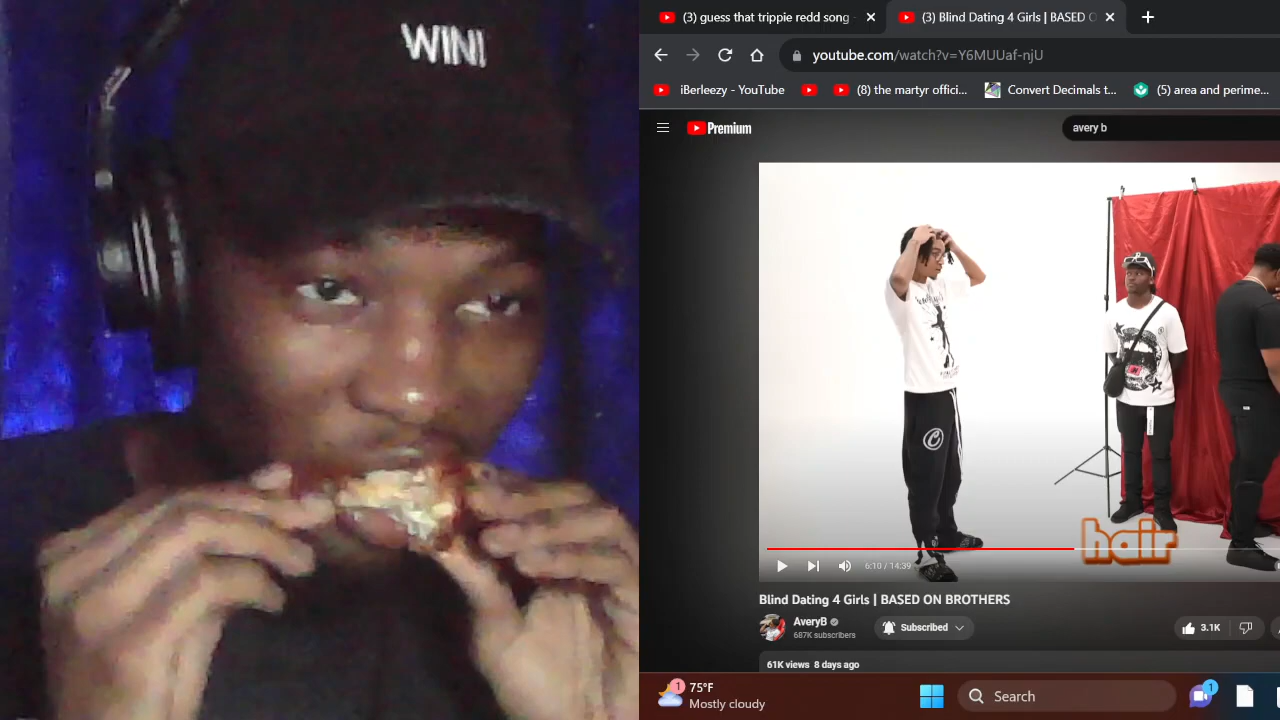 WIN!
(3) guess that trippie redd song
(3) Blind Dating 4 Girls | BASED O
youtube.com/watch?v=Y6MUUaf-njU
iBerleezy - YouTube
(8) the martyr offici...
Convert Decimals t...
(5) area and perime...
Premium
avery b
hair
6:10 / 14:39
Blind Dating 4 Girls | BASED ON BROTHERS
AveryB
687K subscribers
Subscribed
3.1K
61K views 8 days ago
1
75°F
Mostly cloudy
Search
1